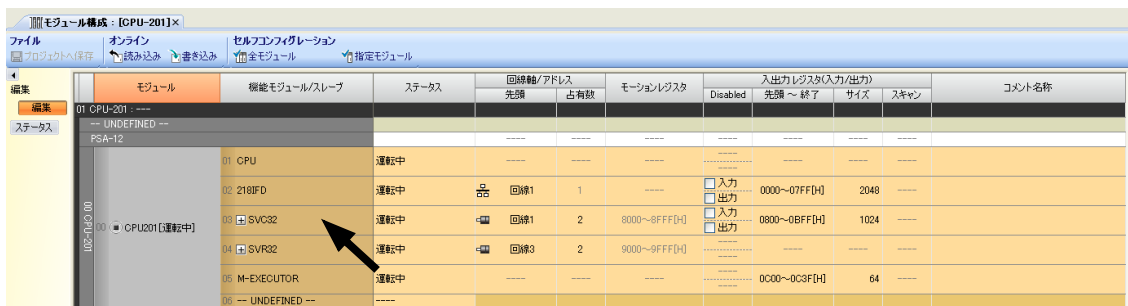 モジュール構成 : [CPU-201]×
ファイル オンライン セルフコンフィグレーション
プロジェクトへ保存 読み込み 書き込み 全モジュール 指定モジュール
編集
編集
ステータス
モジュール 機能モジュール/スレーブ ステータス 回線軸/アドレス モーションレジスタ 入出力レジスタ(入力/出力) コメント名称
先頭 占有数 Disabled 先頭 ~ 終了 サイズ スキャン
01 CPU-201 : ---
-- UNDEFINED --
PSA-12 ---- ---- ---- ---- ---- ---- ----
00 CPU-201
00 CPU201[運転中]
01 CPU 運転中 ---- ---- ---- ---- ---- ---- ---- ----
02 218IFD 運転中 回線1 1 ---- 入力 出力 0000~07FF[H] 2048 ----
03 + SVC32 運転中 回線1 2 8000~8FFF[H] 入力 出力 0800~0BFF[H] 1024 ----
04 + SVR32 運転中 回線3 2 9000~9FFF[H] ---- ---- ---- ---- ----
05 M-EXECUTOR 運転中 ---- ---- ---- ---- ---- 0C00~0C3F[H] 64 ----
06 -- UNDEFINED -- ----